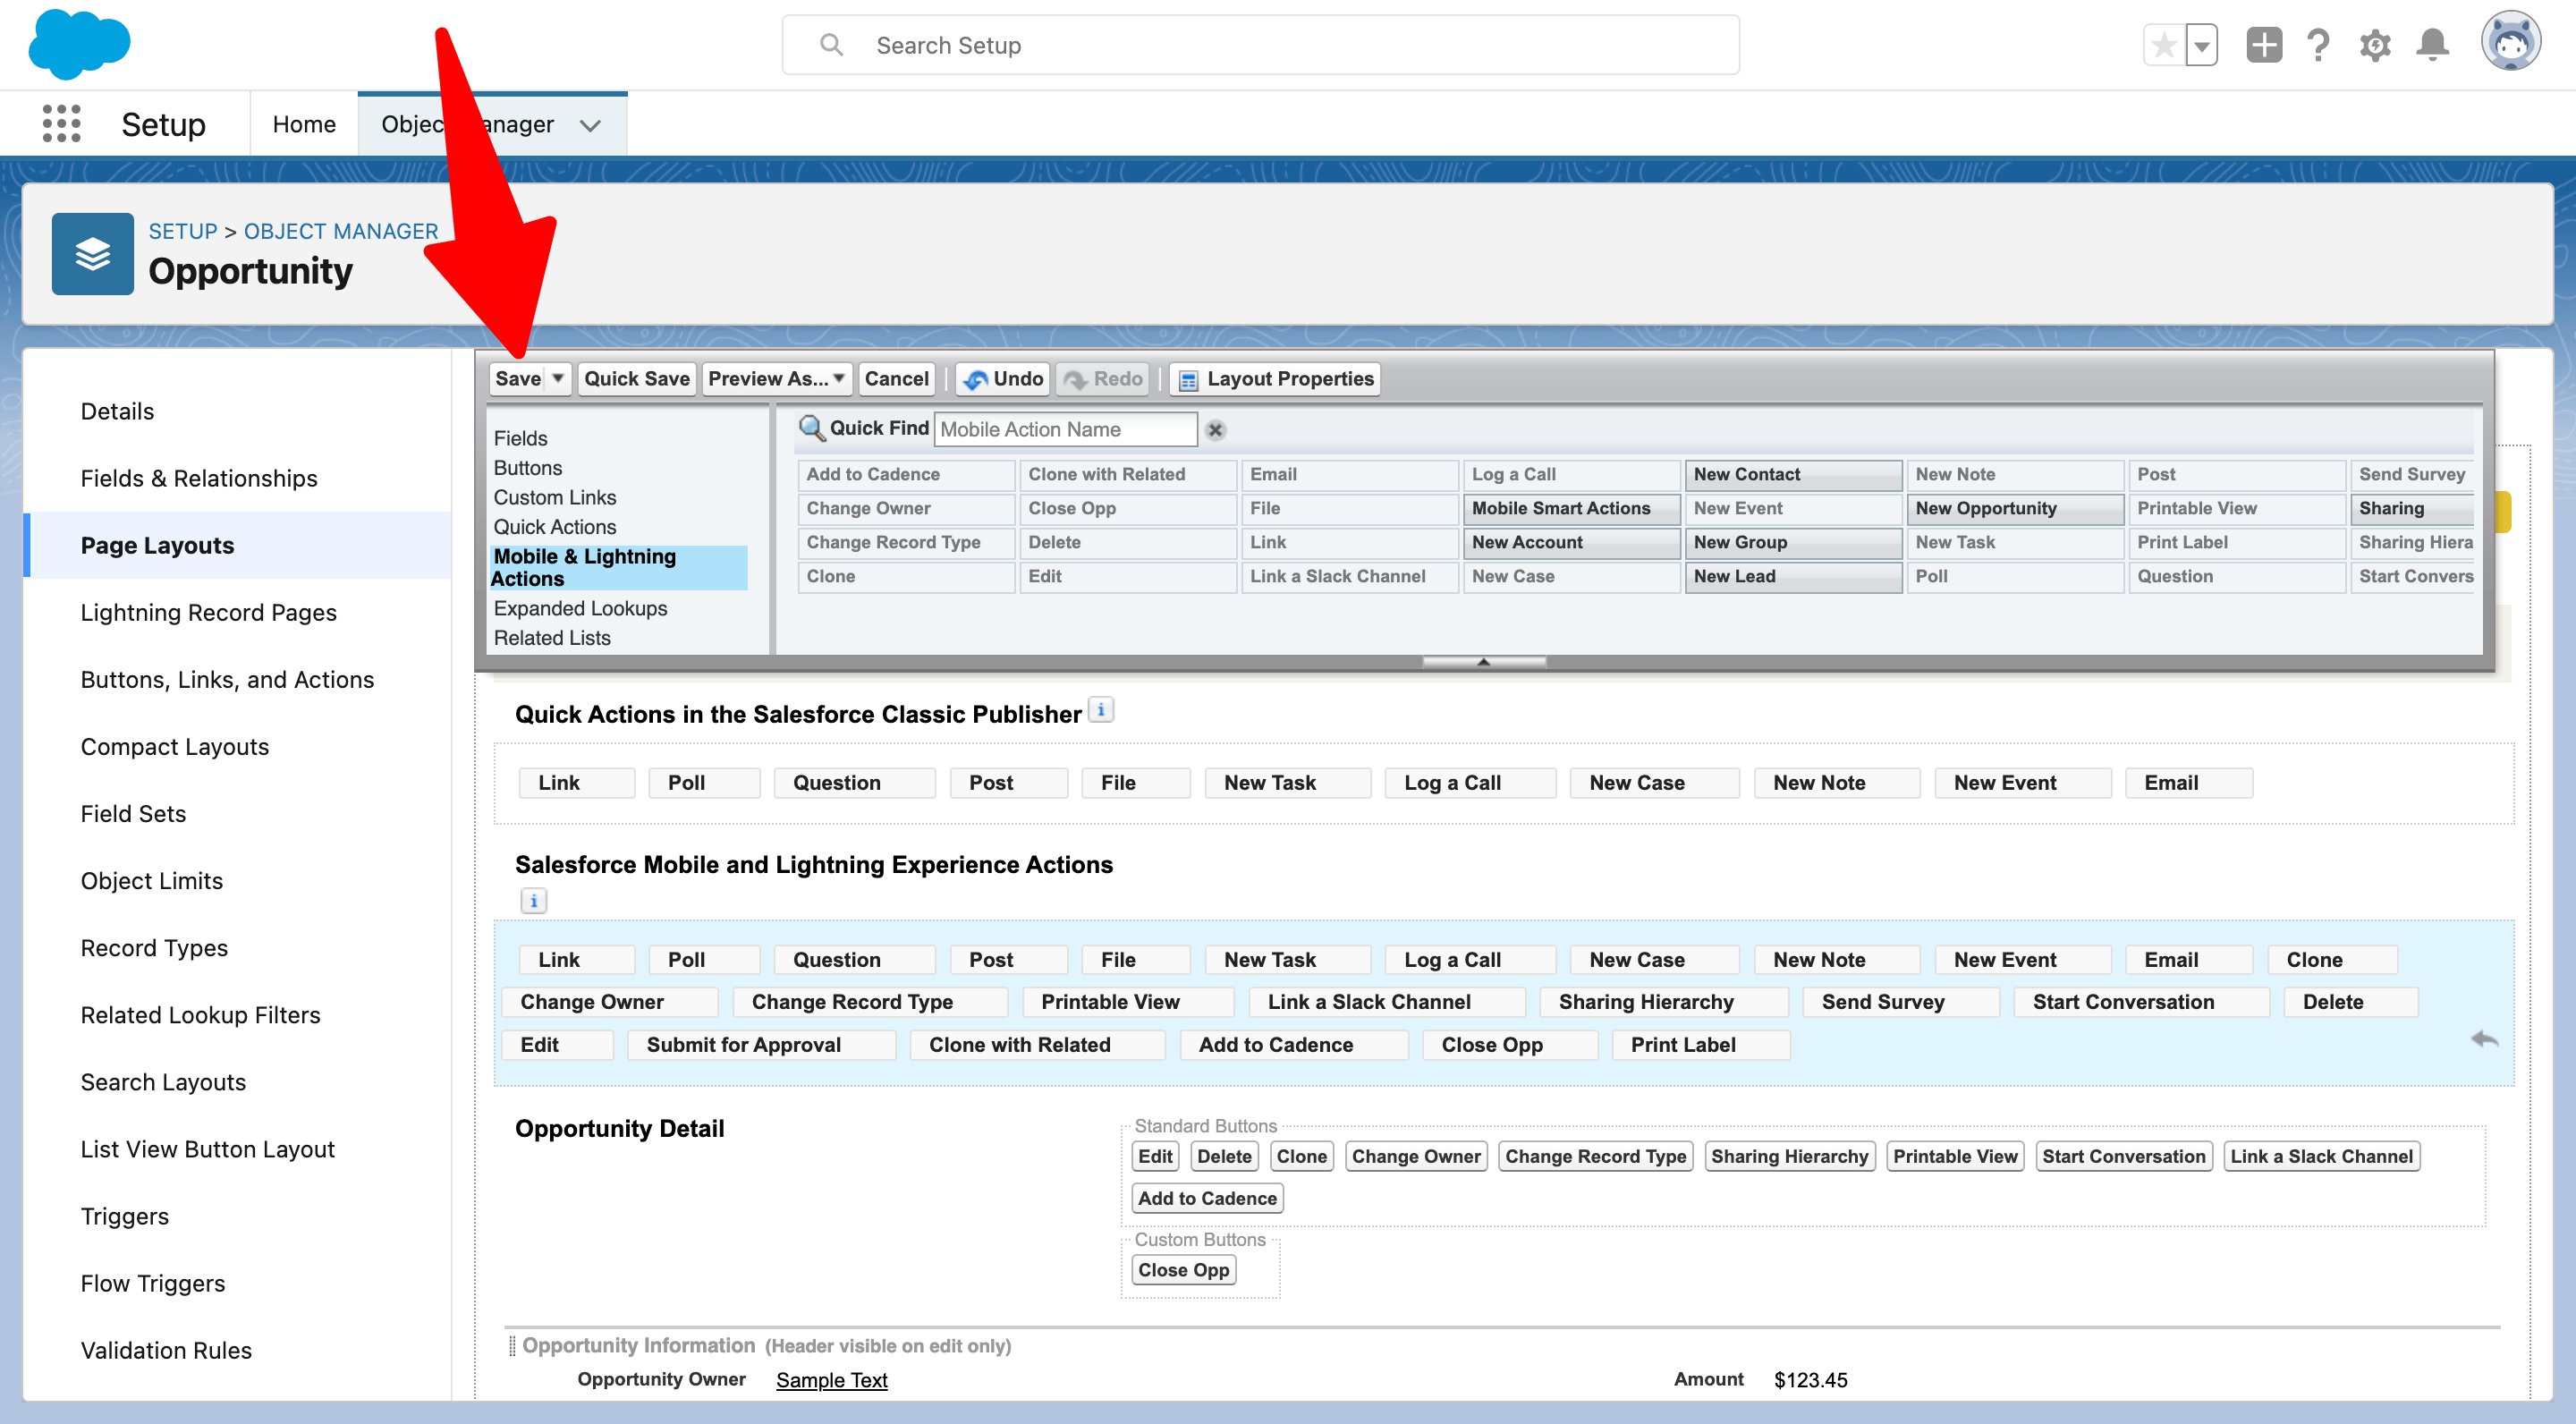 Search Setup
Setup
Home
Objec anager
SETUP > OBJECT MANAGER
Opportunity
Details
Fields & Relationships
Page Layouts
Lightning Record Pages
Buttons, Links, and Actions
Compact Layouts
Field Sets
Object Limits
Record Types
Related Lookup Filters
Search Layouts
List View Button Layout
Triggers
Flow Triggers
Validation Rules
Save Quick Save Preview As... Cancel Undo Redo Layout Properties
Fields
Buttons
Custom Links
Quick Actions
Mobile & Lightning
Actions
Expanded Lookups
Related Lists
Quick Find Mobile Action Name
Add to Cadence Clone with Related Email Log a Call New Contact New Note Post Send Survey
Change Owner Close Opp File Mobile Smart Actions New Event New Opportunity Printable View Sharing
Change Record Type Delete Link New Account New Group New Task Print Label Sharing Hiera
Clone Edit Link a Slack Channel New Case New Lead Poll Question Start Convers
Quick Actions in the Salesforce Classic Publisher i
Link Poll Question Post File New Task Log a Call New Case New Note New Event Email
Salesforce Mobile and Lightning Experience Actions
i
Link Poll Question Post File New Task Log a Call New Case New Note New Event Email Clone
Change Owner Change Record Type Printable View Link a Slack Channel Sharing Hierarchy Send Survey Start Conversation Delete
Edit Submit for Approval Clone with Related Add to Cadence Close Opp Print Label
Opportunity Detail
Standard Buttons
Edit Delete Clone Change Owner Change Record Type Sharing Hierarchy Printable View Start Conversation Link a Slack Channel
Add to Cadence
Custom Buttons
Close Opp
Opportunity Information (Header visible on edit only)
Opportunity Owner Sample Text Amount $123.45